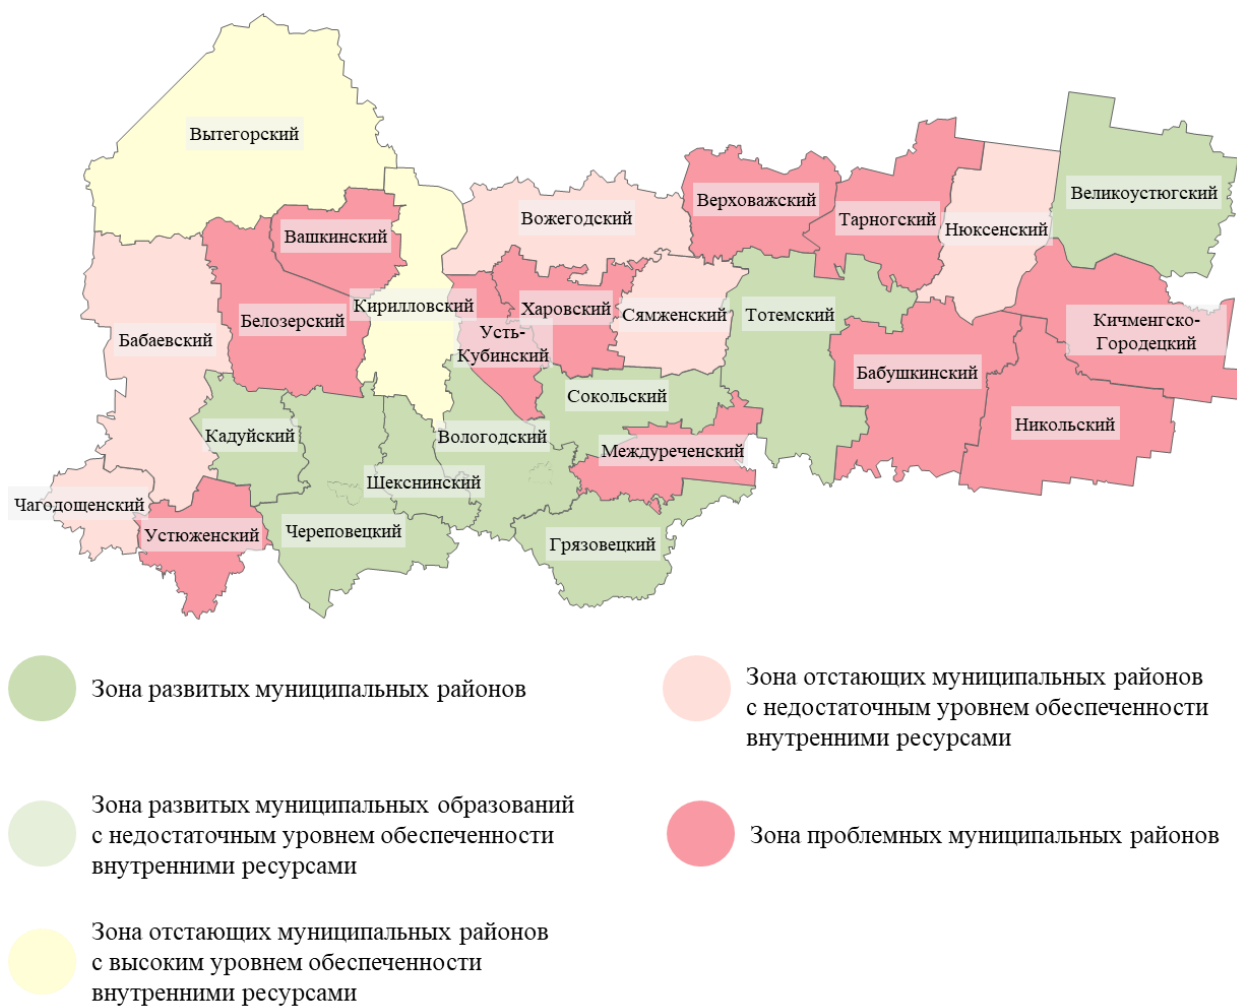 Вытегорский
Великоустюгский
Верховажский
Вожегодский
Тарногский
Нюксенский
Вашкинский
Кирилловский
Харовский
Сямженский
Тотемский
Белозерский
Кичменгско-
Городецкий
Бабаевский
Усть-
Кубинский
Бабушкинский
Сокольский
Никольский
Кадуйский
Вологодский
Междуреченский
Шекснинский
Чагодощенский
Устюженский
Череповецкий
Грязовецкий
Зона развитых муниципальных районов
Зона развитых муниципальных образований
с недостаточным уровнем обеспеченности
внутренними ресурсами
Зона отстающих муниципальных районов
с высоким уровнем обеспеченности
внутренними ресурсами
Зона отстающих муниципальных районов
с недостаточным уровнем обеспеченности
внутренними ресурсами
Зона проблемных муниципальных районов